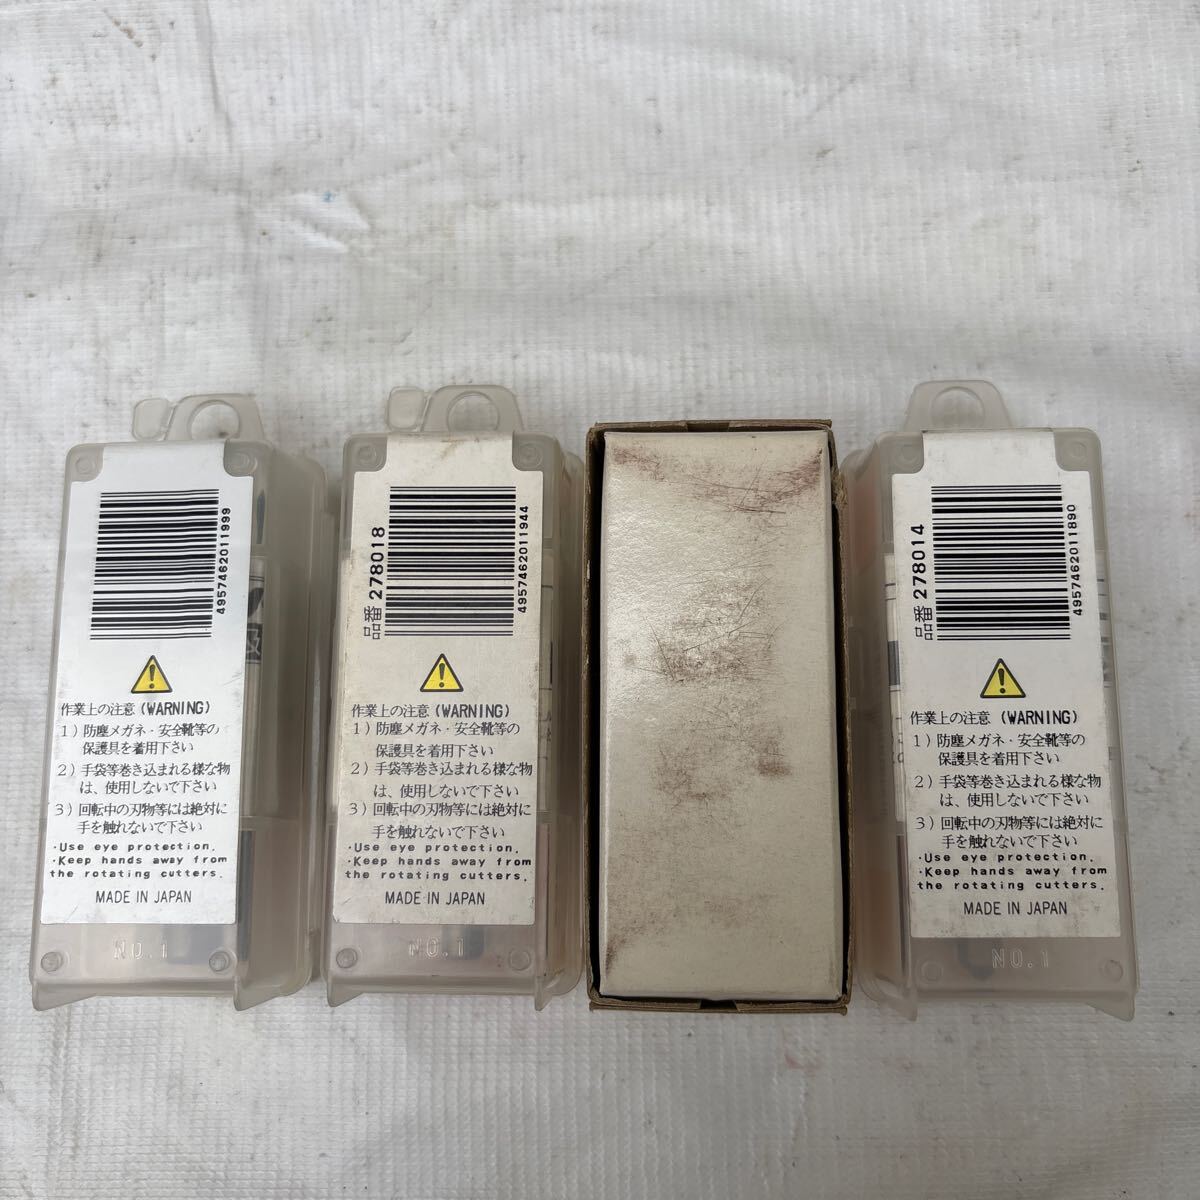 4957462011999
作業上の注意 (WARNING)
1) 防塵メガネ・安全靴等の
保護具を着用下さい
2) 手袋等巻き込まれる様な物
は、使用しないで下さい
3) 回転中の刃物等には絶対に
手を触れないで下さい
·Use eye protection.
·Keep hands away from
the rotating cutters.
MADE IN JAPAN
NO.1
品番 278018
4957462011944
作業上の注意 (WARNING)
1) 防塵メガネ・安全靴等の
保護具を着用下さい
2) 手袋等巻き込まれる様な物
は、使用しないで下さい
3) 回転中の刃物等には絶対に
手を触れないで下さい
·Use eye protection.
·Keep hands away from
the rotating cutters.
MADE IN JAPAN
NO.1
品番 278014
4957462011890
作業上の注意 (WARNING)
1) 防塵メガネ・安全靴等の
保護具を着用下さい
2) 手袋等巻き込まれる様な物
は、使用しないで下さい
3) 回転中の刃物等には絶対に
手を触れないで下さい
·Use eye protection.
·Keep hands away from
the rotating cutters.
MADE IN JAPAN
NO.1